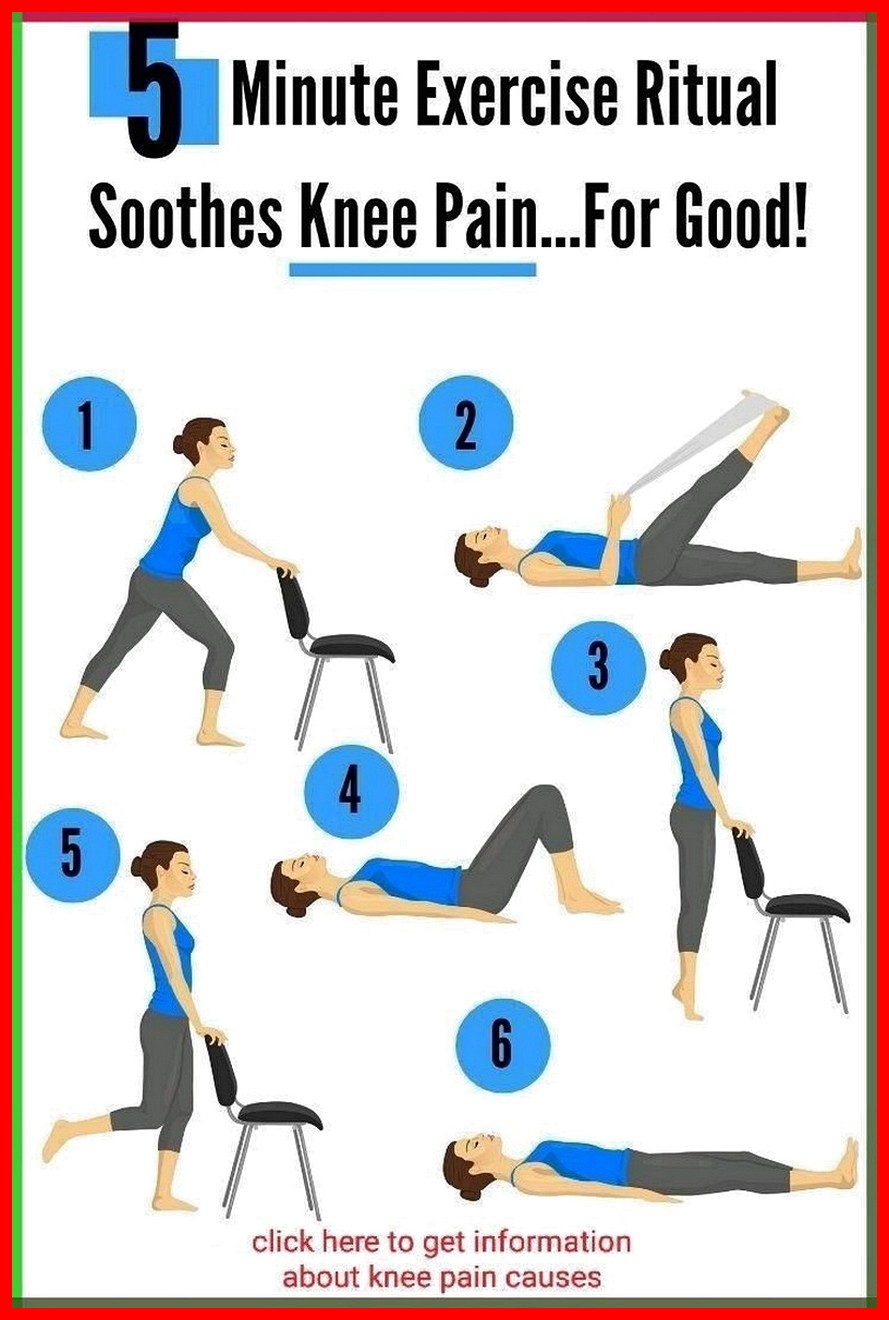 5 Minute Exercise Ritual
Soothes Knee Pain...For Good!
1
2
3
4
5
6
click here to get information
about knee pain causes